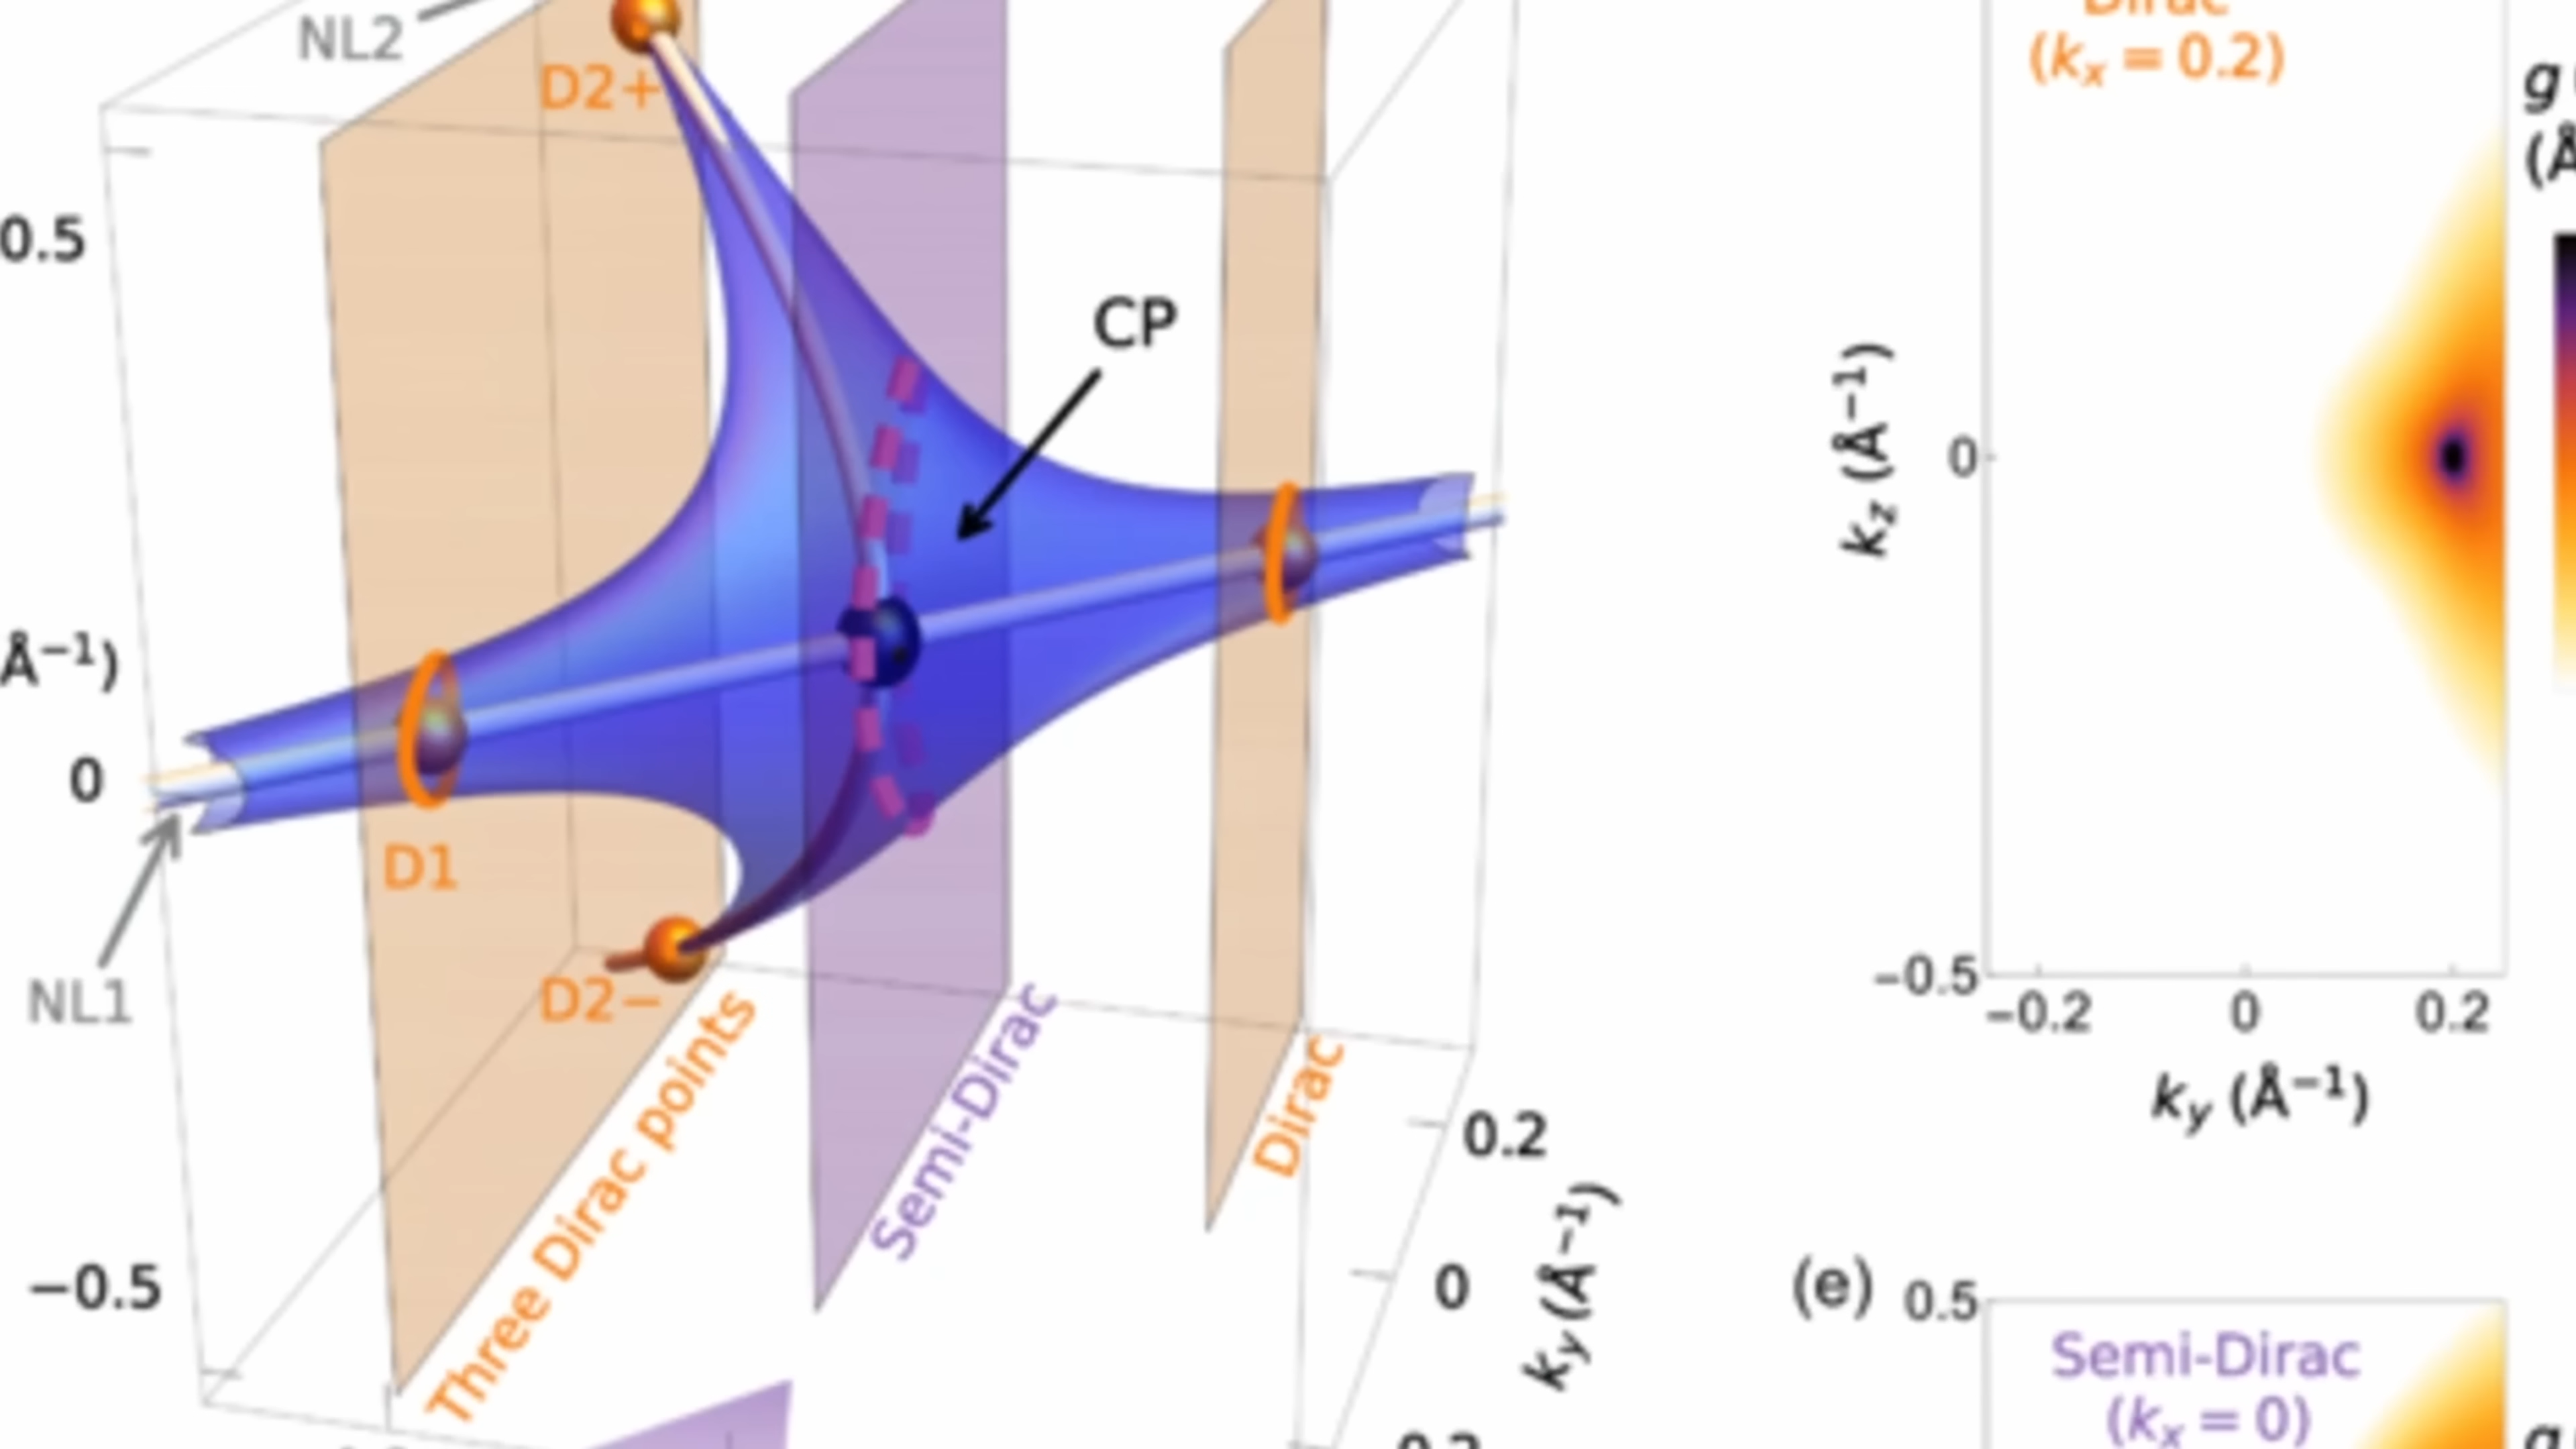 NL2
D2+
0.5
CP
Å⁻¹)
0
D1
NL1
D2−
−0.5
Three Dirac points
Semi-Dirac
Dirac
0.2
0
k_y (Å⁻¹)
Dirac
(k_x = 0.2)
g
(Å
k_z (Å⁻¹)
0
−0.5
−0.2 0 0.2
k_y (Å⁻¹)
(e)
0.5
Semi-Dirac
(k_x = 0)